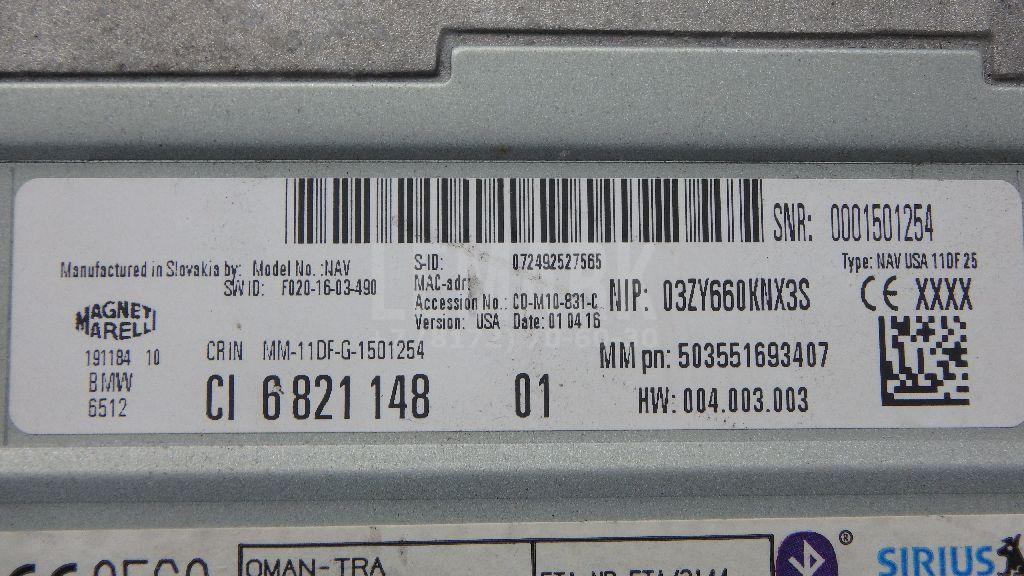 SNR: 0001501254
Manufactured in Slovakia by: Model No.:NAV
SWID: F020-16-03-490
S-ID: 072492527565
MAC-adr:
Accession No.: CD-M10-831-C
Version: USA Date: 01 04 16
NIP: 03ZY660KNX3S
Type: NAV USA 11DF 25
CE XXXX
MAGNETI
MARELLI
191184 10
BMW
6512
CRIN MM-11DF-G-1501254
CI 6 821 148 01
MM pn: 503551693407
HW: 004.003.003
OMAN-TRA
®
SIRIUS